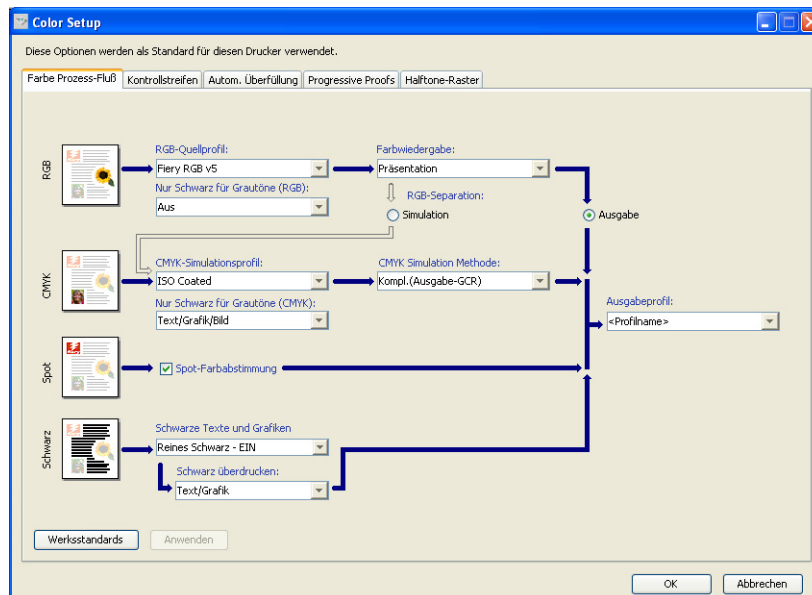 Color Setup
Diese Optionen werden als Standard für diesen Drucker verwendet.
Farbe Prozess-Fluß
Kontrollstreifen
Autom. Überfüllung
Progressive Proofs
Halftone-Raster
RGB
RGB-Quellprofil:
Fiery RGB v5
Farbwiedergabe:
Präsentation
Nur Schwarz für Grautöne (RGB):
Aus
RGB-Separation:
Simulation
Ausgabe
CMYK
CMYK-Simulationsprofil:
ISO Coated
CMYK Simulation Methode:
Kompl.(Ausgabe-GCR)
Nur Schwarz für Grautöne (CMYK):
Text/Grafik/Bild
Ausgabeprofil:
<Profilname>
Spot
Spot-Farbabstimmung
Schwarz
Schwarze Texte und Grafiken
Reines Schwarz - EIN
Schwarz überdrucken:
Text/Grafik
Werksstandards
Anwenden
OK
Abbrechen